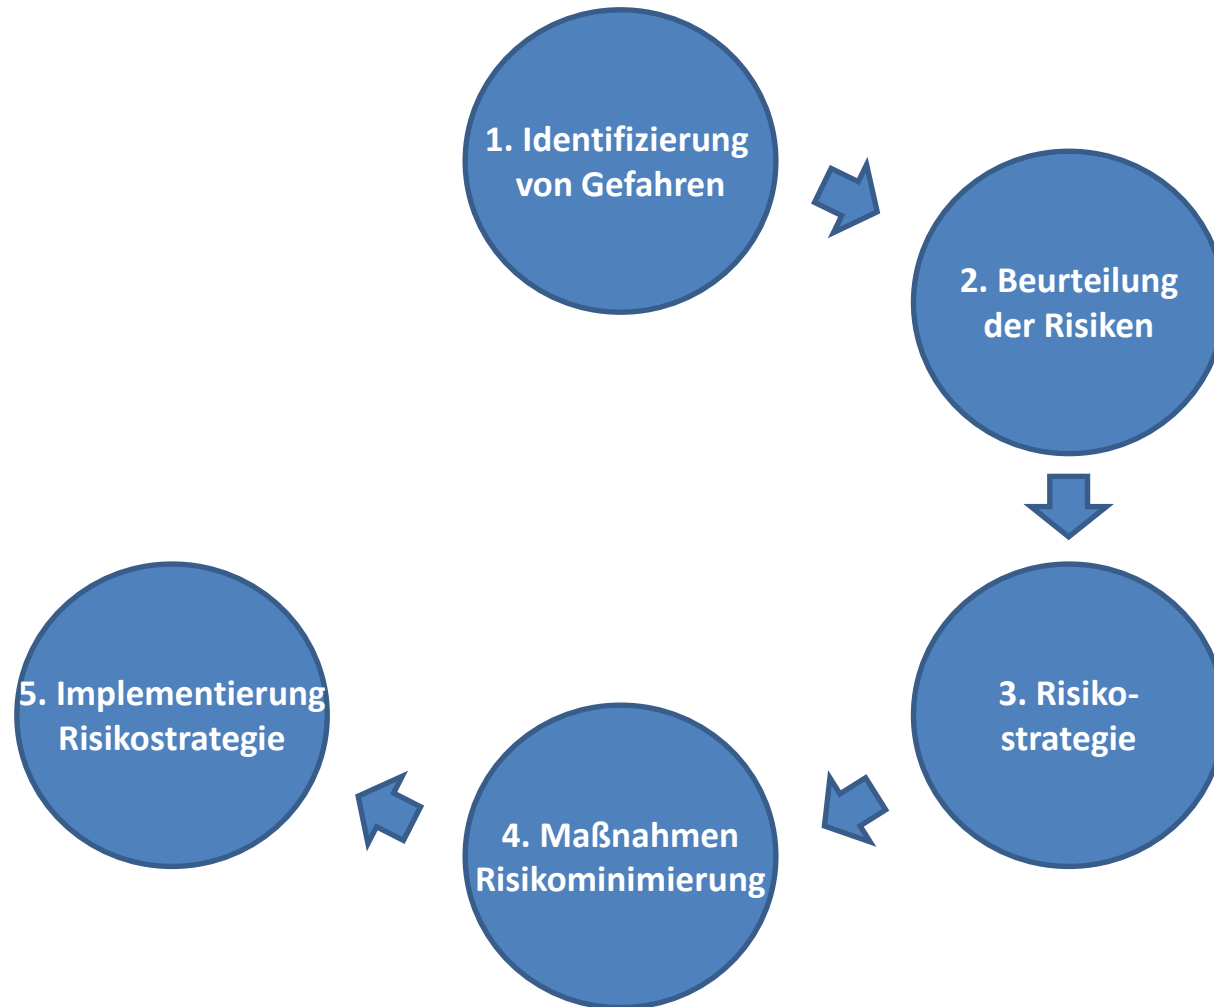 1. Identifizierung
von Gefahren
2. Beurteilung
der Risiken
3. Risiko-
strategie
4. Maßnahmen
Risikominimierung
5. Implementierung
Risikostrategie